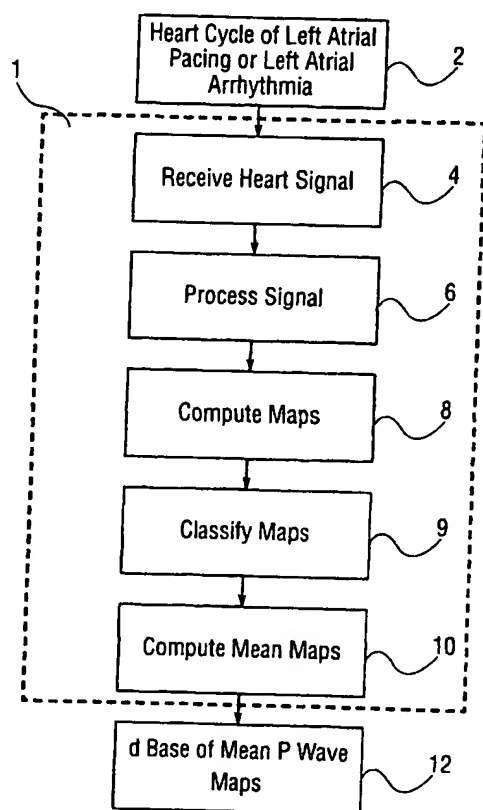 Heart Cycle of Left Atrial
Pacing or Left Atrial
Arrhythmia
2
1
Receive Heart Signal
4
Process Signal
6
Compute Maps
8
Classify Maps
9
Compute Mean Maps
10
d Base of Mean P Wave
Maps
12